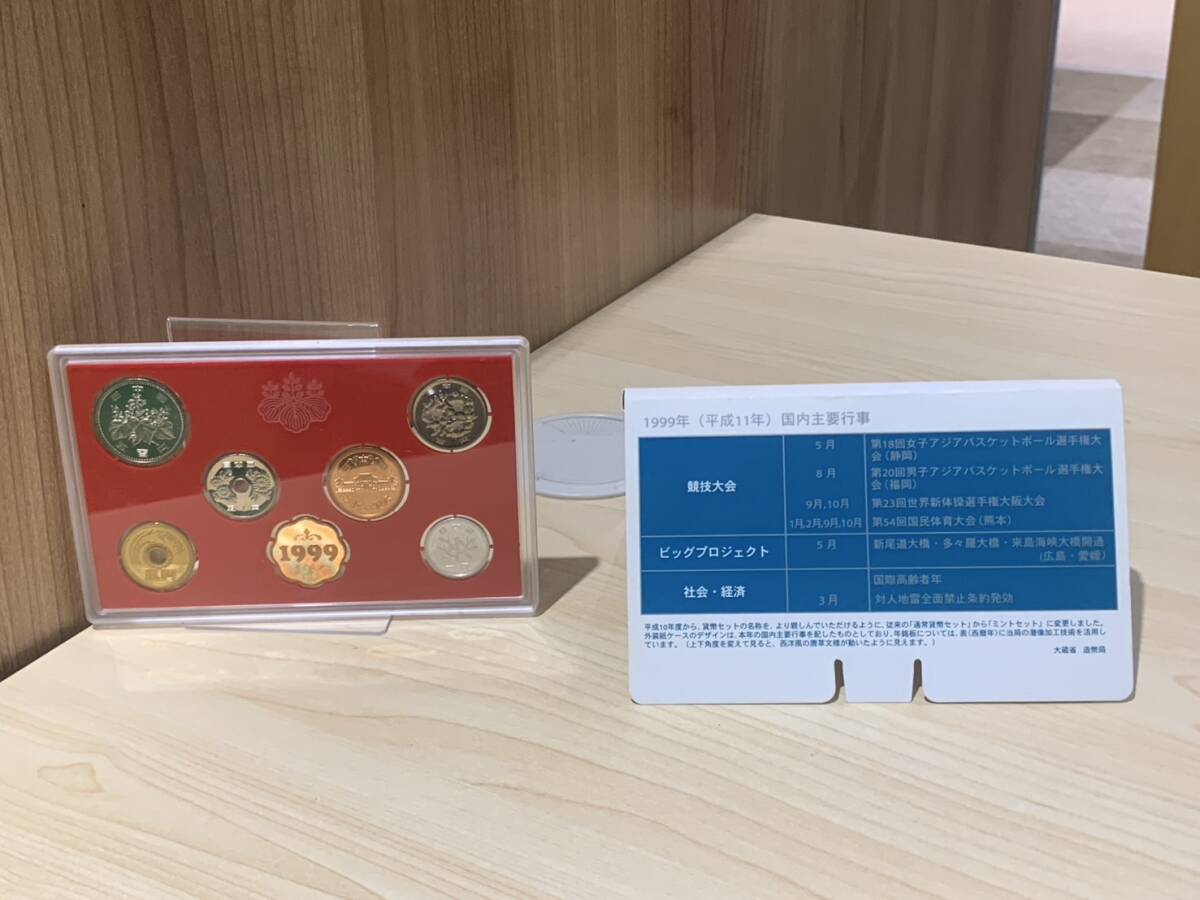 1999
1999年（平成11年）国内主要行事
競技大会
5月 第18回女子アジアバスケットボール選手権大
会（静岡）
8月 第20回男子アジアバスケットボール選手権大
会（福岡）
9月,10月 第23回世界新体操選手権大阪大会
1月,2月,9月,10月 第54回国民体育大会（熊本）
ビッグプロジェクト 5月 新尾道大橋・多々羅大橋・来島海峡大橋開通
（広島・愛媛）
社会・経済
国際高齢者年
3月 対人地雷全面禁止条約発効
平成10年度から、貨幣セットの名称を、より親しんでいただけるように、従来の「通常貨幣セット」から「ミントセット」に変更しました。
外装紙ケースのデザインは、本年の国内主要行事を配したものとしており、年銘板については、表（西暦年）に当局の潜像加工技術を活用し
ています。（上下角度を変えて見ると、西洋風の唐草文様が動いたように見えます。）
大蔵省 造幣局